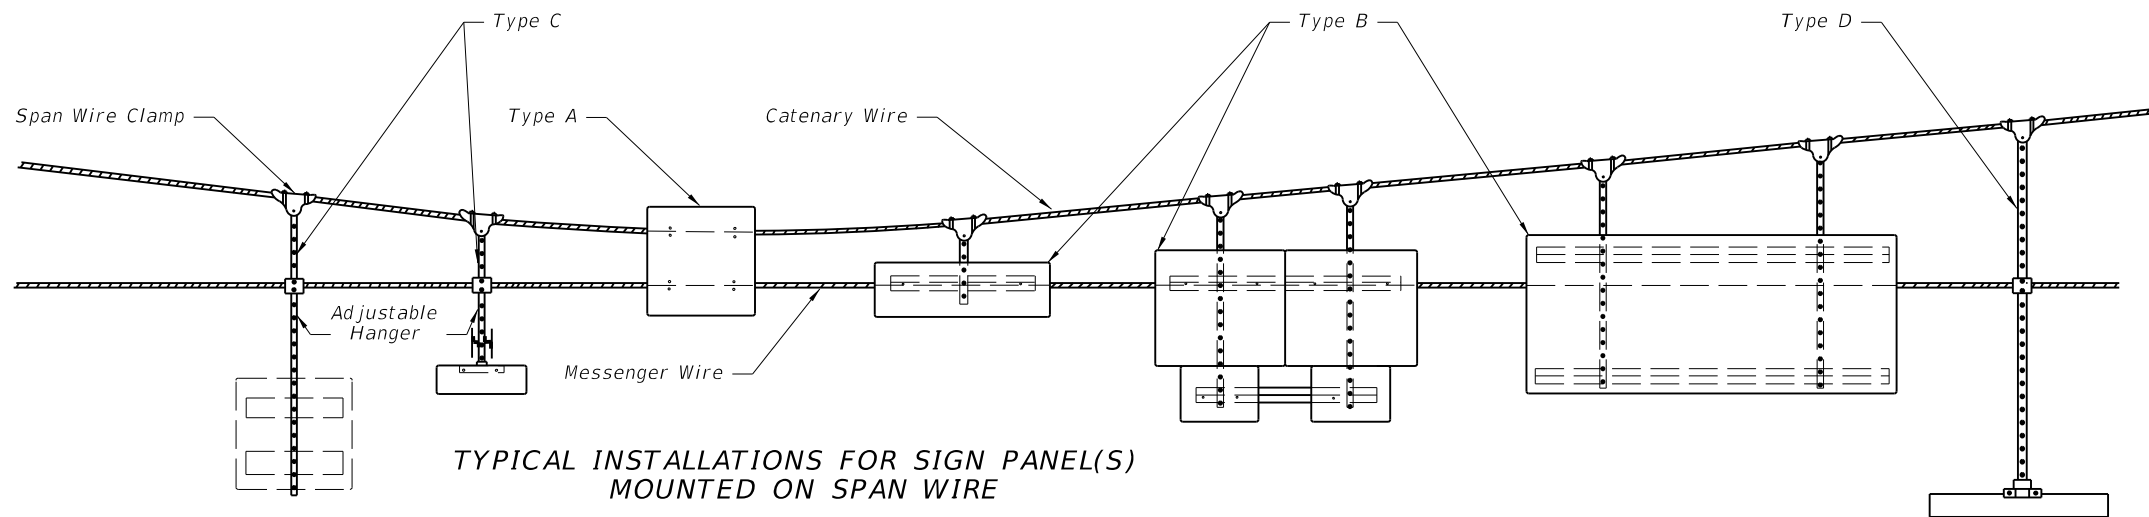 Type C
Type B
Type D
Span Wire Clamp
Type A
Catenary Wire
Adjustable
Hanger
Messenger Wire
TYPICAL INSTALLATIONS FOR SIGN PANEL(S)
MOUNTED ON SPAN WIRE